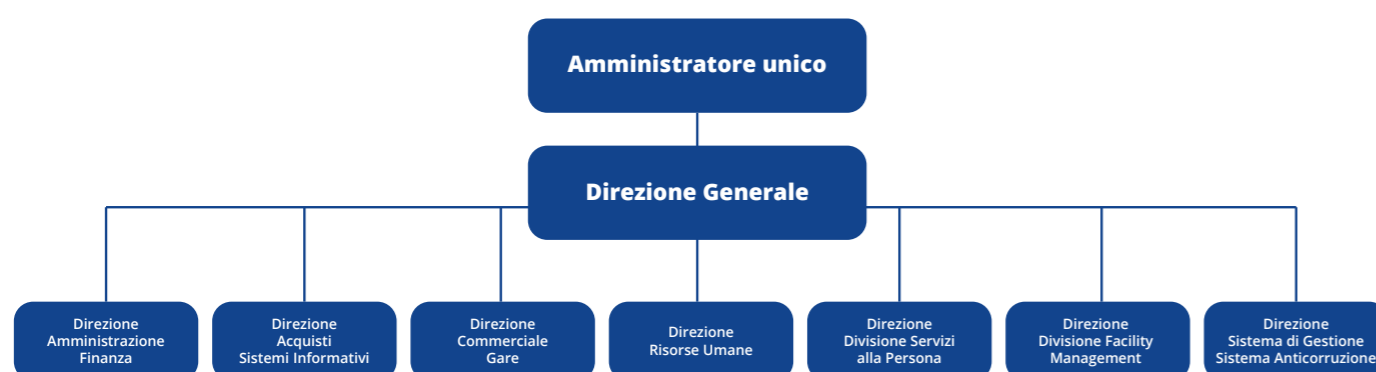 Amministratore unico
Direzione Generale
Direzione
Amministrazione
Finanza
Direzione
Acquisti
Sistemi Informativi
Direzione
Commerciale
Gare
Direzione
Risorse Umane
Direzione
Divisione Servizi
alla Persona
Direzione
Divisione Facility
Management
Direzione
Sistema di Gestione
Sistema Anticorruzione